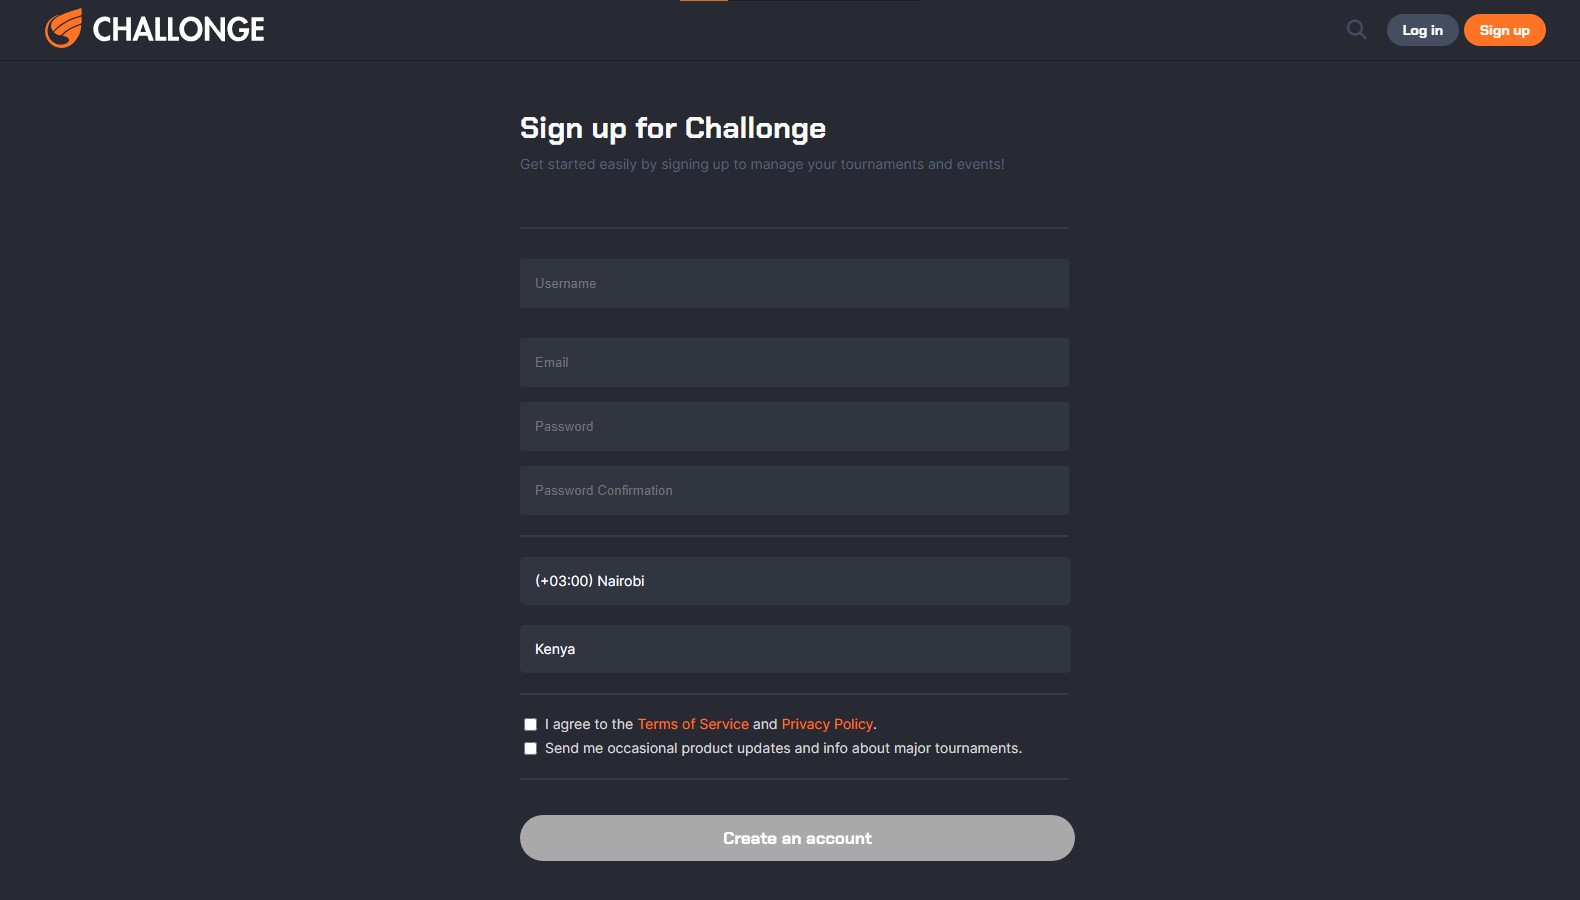 CHALLONGE
Log in
Sign up
Sign up for Challonge
Get started easily by signing up to manage your tournaments and events!
Username
Email
Password
Password Confirmation
(+03:00) Nairobi
Kenya
I agree to the Terms of Service and Privacy Policy.
Send me occasional product updates and info about major tournaments.
Create an account